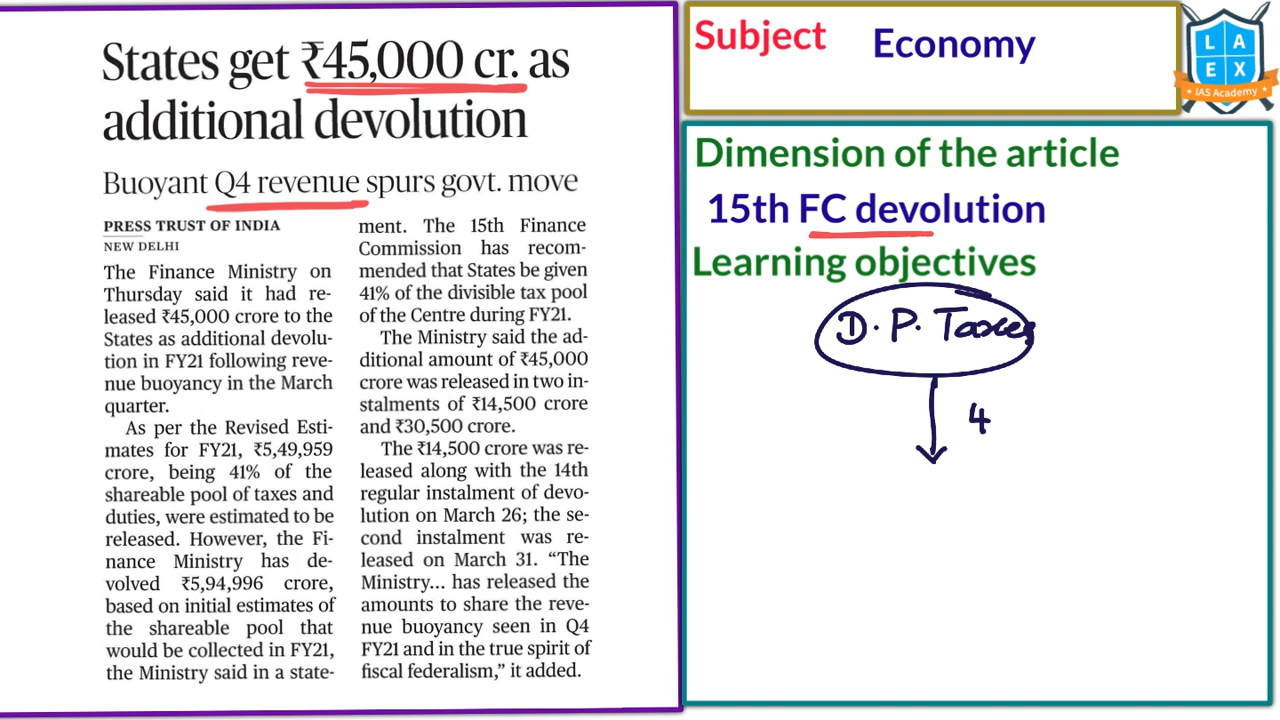 States get ₹45,000 cr. as
additional devolution
Buoyant Q4 revenue spurs govt. move
PRESS TRUST OF INDIA
NEW DELHI
The Finance Ministry on
Thursday said it had re-
leased ₹45,000 crore to the
States as additional devolu-
tion in FY21 following reve-
nue buoyancy in the March
quarter.
As per the Revised Esti-
mates for FY21, ₹5,49,959
crore, being 41% of the
shareable pool of taxes and
duties, were estimated to be
released. However, the Fi-
nance Ministry has de-
volved ₹5,94,996 crore,
based on initial estimates of
the shareable pool that
would be collected in FY21,
the Ministry said in a state-
ment. The 15th Finance
Commission has recom-
mended that States be given
41% of the divisible tax pool
of the Centre during FY21.
The Ministry said the ad-
ditional amount of ₹45,000
crore was released in two in-
stalments of ₹14,500 crore
and ₹30,500 crore.
The ₹14,500 crore was re-
leased along with the 14th
regular instalment of devo-
lution on March 26; the se-
cond instalment was re-
leased on March 31. “The
Ministry... has released the
amounts to share the reve-
nue buoyancy seen in Q4
FY21 and in the true spirit of
fiscal federalism,” it added.
Subject Economy
L A
E X
IAS Academy
Dimension of the article
15th FC devolution
Learning objectives
D. P. Taxes
4